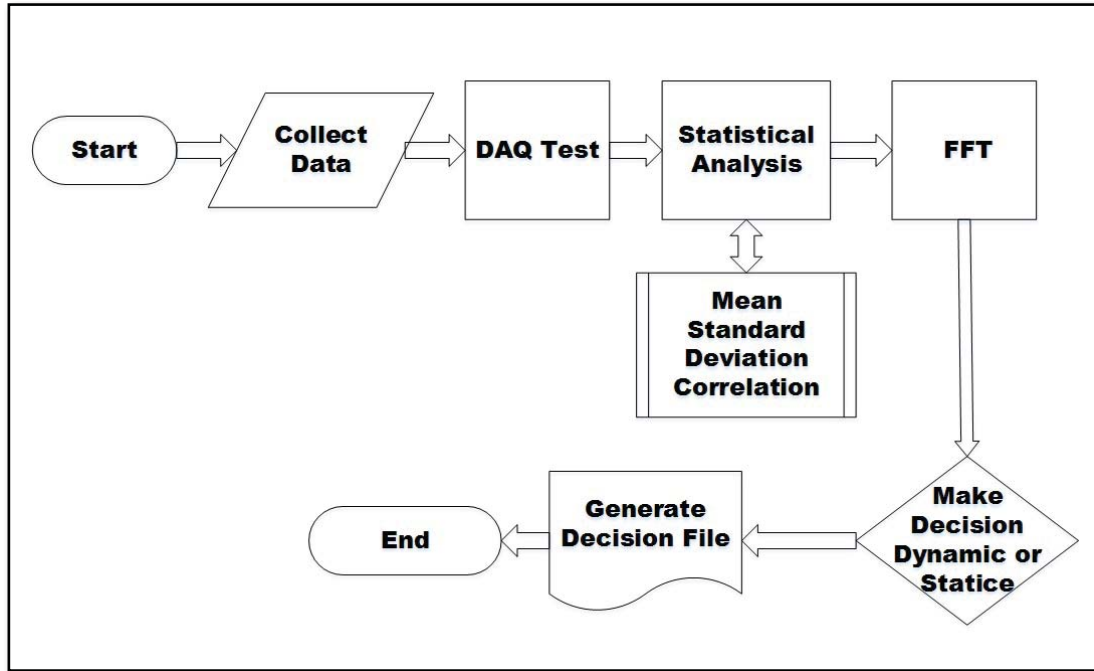 Start
Collect
Data
DAQ Test
Statistical
Analysis
FFT
Mean
Standard
Deviation
Correlation
Make
Decision
Dynamic or
Statice
Generate
Decision File
End